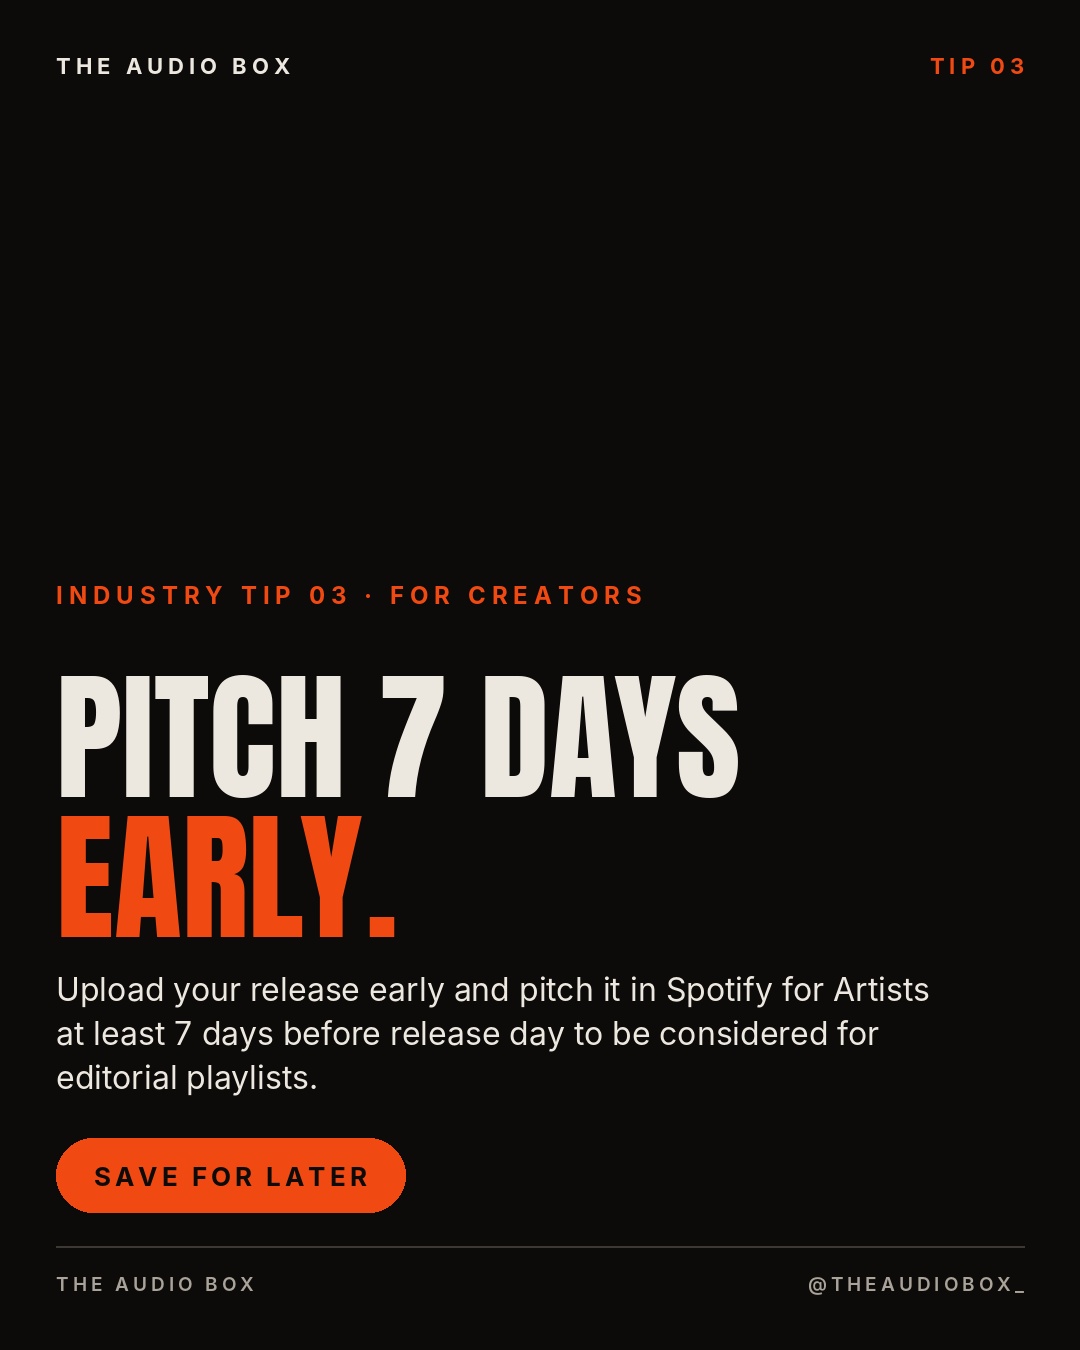 THE AUDIO BOX
TIP 03
INDUSTRY TIP 03 · FOR CREATORS
PITCH 7 DAYS
EARLY.
Upload your release early and pitch it in Spotify for Artists
at least 7 days before release day to be considered for
editorial playlists.
SAVE FOR LATER
THE AUDIO BOX
@THEAUDIOBOX_